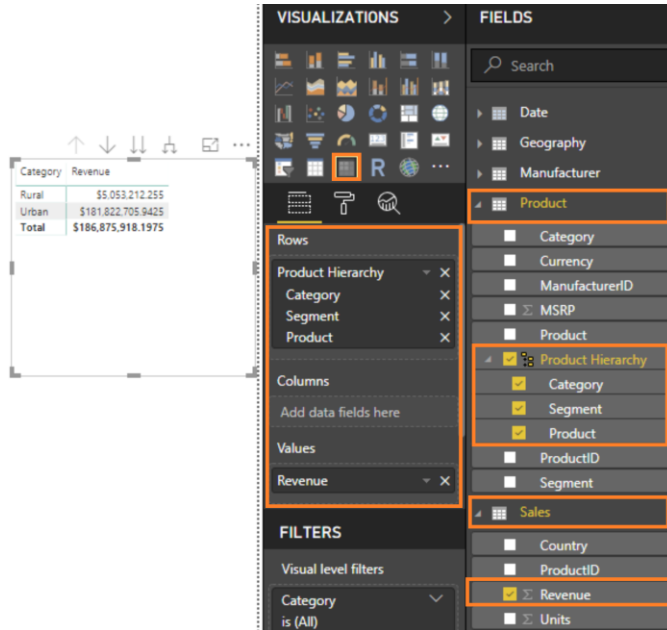 Category Revenue
Rural $5,053,212.255
Urban $181,822,705.9425
Total $186,875,918.1975
VISUALIZATIONS
R
Rows
Product Hierarchy
Category
Segment
Product
Columns
Add data fields here
Values
Revenue
FILTERS
Visual level filters
Category
is (All)
FIELDS
Search
Date
Geography
Manufacturer
Product
Category
Currency
ManufacturerID
Σ MSRP
Product
Product Hierarchy
Category
Segment
Product
ProductID
Segment
Sales
Country
ProductID
Σ Revenue
Σ Units